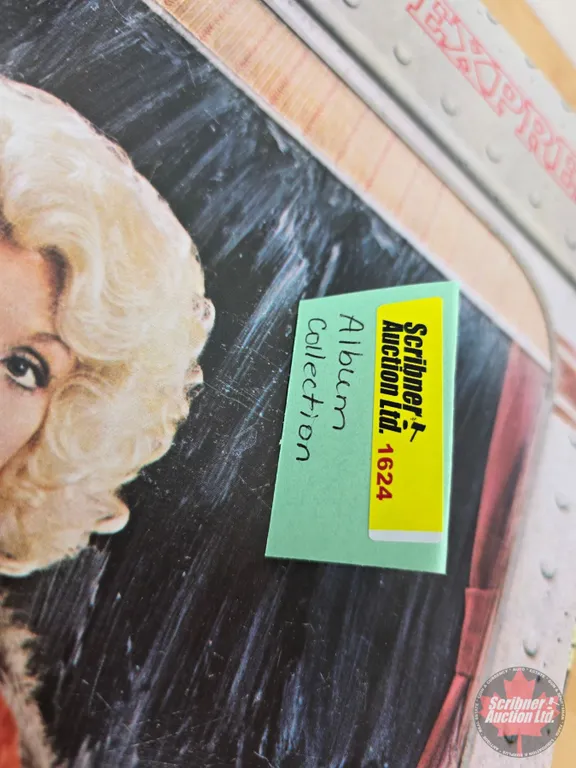 EXPRE
Scribner
Auction Ltd. 1624
Album
Collection
Scribner
Auction Ltd.